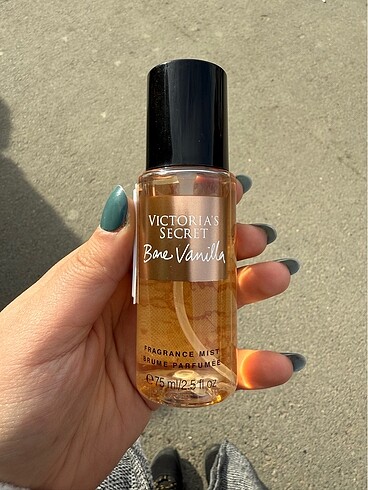 VICTORIA'S
SECRET
Bare Vanilla
FRAGRANCE MIST
BRUME PARFUMÉE
℮ 75 ml/2.5 fl oz